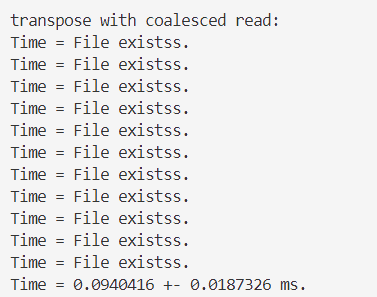 transpose with coalesced read:
Time = File existss.
Time = File existss.
Time = File existss.
Time = File existss.
Time = File existss.
Time = File existss.
Time = File existss.
Time = File existss.
Time = File existss.
Time = File existss.
Time = File existss.
Time = 0.0940416 +- 0.0187326 ms.